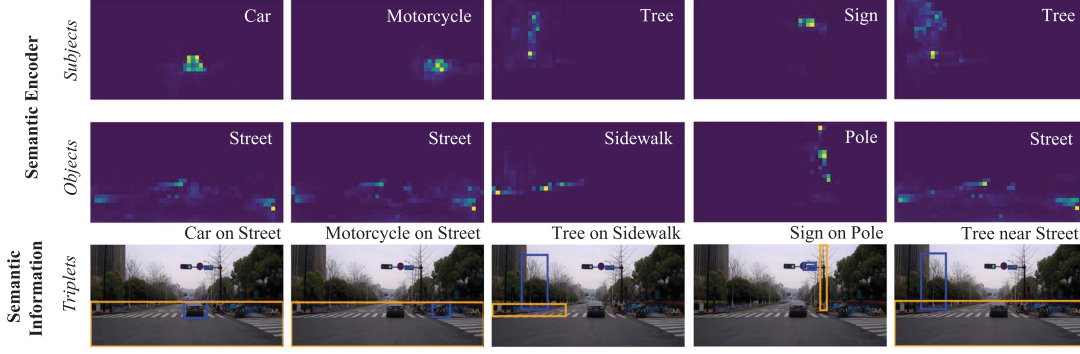 Semantic Encoder
Subjects
Car
Motorcycle
Tree
Sign
Tree
Objects
Street
Street
Sidewalk
Pole
Street
Semantic
Information
Triplets
Car on Street
Motorcycle on Street
Tree on Sidewalk
Sign on Pole
Tree near Street